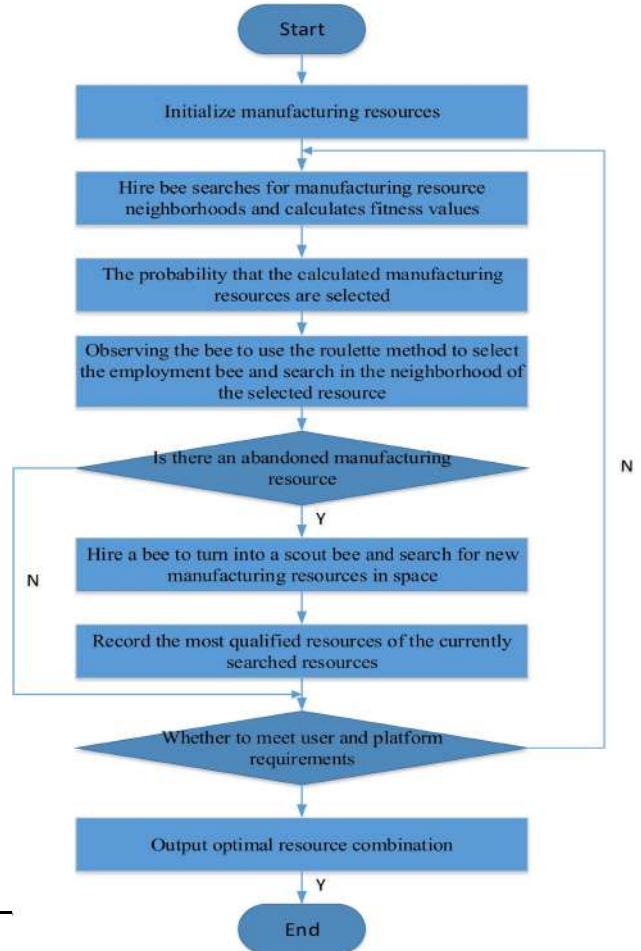 Start
Initialize manufacturing resources
Hire bee searches for manufacturing resource
neighborhoods and calculates fitness values
The probability that the calculated manufacturing
resources are selected
Observing the bee to use the roulette method to select
the employment bee and search in the neighborhood of
the selected resource
Is there an abandoned manufacturing
resource
N
Y
N
Hire a bee to turn into a scout bee and search for new
manufacturing resources in space
Record the most qualified resources of the currently
searched resources
Whether to meet user and platform
requirements
Output optimal resource combination
Y
End